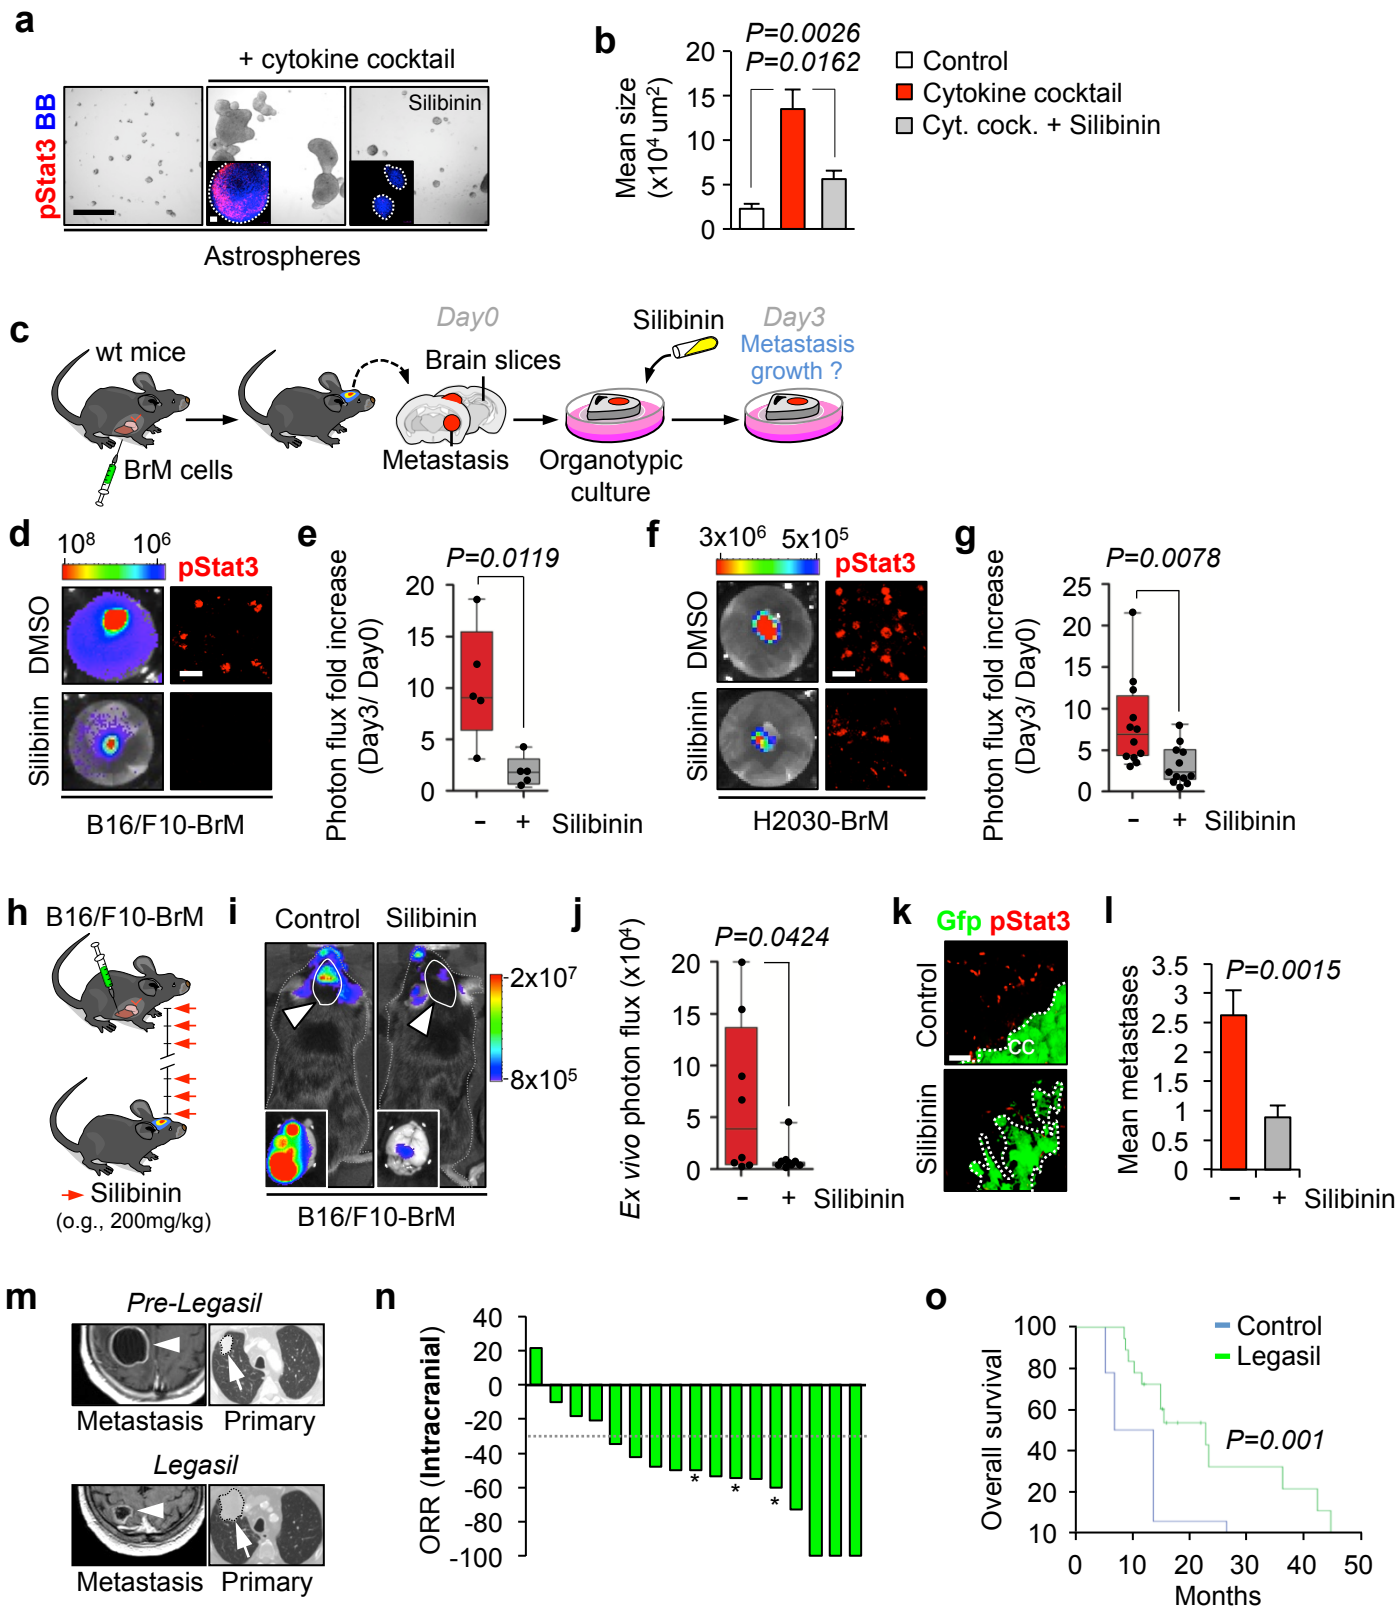 a
+ cytokine cocktail
pStat3 BB
Silibinin
Astrospheres
b
P=0.0026
P=0.0162
Mean size
(x10⁴ um²)
20
15
10
5
0
Control
Cytokine cocktail
Cyt. cock. + Silibinin
c
wt mice
BrM cells
Day0
Brain slices
Metastasis
Silibinin
Organotypic
culture
Day3
Metastasis
growth ?
d
10⁸
10⁶
pStat3
DMSO
Silibinin
B16/F10-BrM
e
P=0.0119
Photon flux fold increase
(Day3/ Day0)
20
15
10
5
0
-
+
Silibinin
f
3x10⁶
5x10⁵
pStat3
DMSO
Silibinin
H2030-BrM
g
P=0.0078
Photon flux fold increase
(Day3/ Day0)
25
20
15
10
5
0
-
+
Silibinin
h
B16/F10-BrM
Silibinin
(o.g., 200mg/kg)
i
Control
Silibinin
2x10⁷
8x10⁵
B16/F10-BrM
j
P=0.0424
Ex vivo photon flux (x10⁴)
20
15
10
5
0
-
+
Silibinin
k
Gfp pStat3
Control
cc
Silibinin
l
P=0.0015
Mean metastases
3.5
3
2.5
2
1.5
1
0.5
0
-
+
Silibinin
m
Pre-Legasil
Metastasis
Primary
Legasil
Metastasis
Primary
n
ORR (Intracranial)
40
20
0
-20
-40
-60
-80
-100
*
*
*
o
Overall survival
100
80
60
40
20
10
Control
Legasil
P=0.001
0
10
20
30
40
50
Months